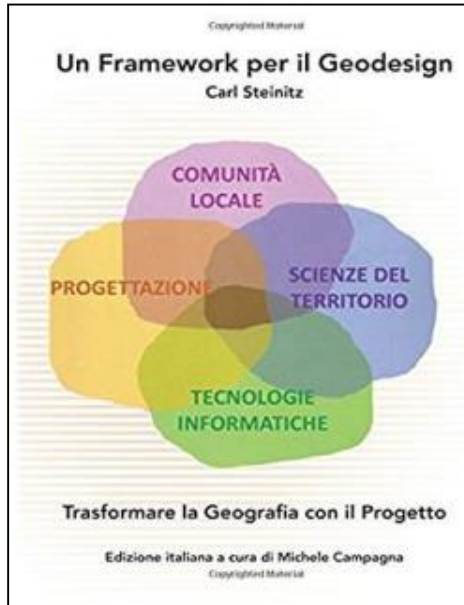 Copyrighted Material
Un Framework per il Geodesign
Carl Steinitz
COMUNITÀ
LOCALE
PROGETTAZIONE
SCIENZE DEL
TERRITORIO
TECNOLOGIE
INFORMATICHE
Trasformare la Geografia con il Progetto
Edizione italiana a cura di Michele Campagna
Copyrighted Material